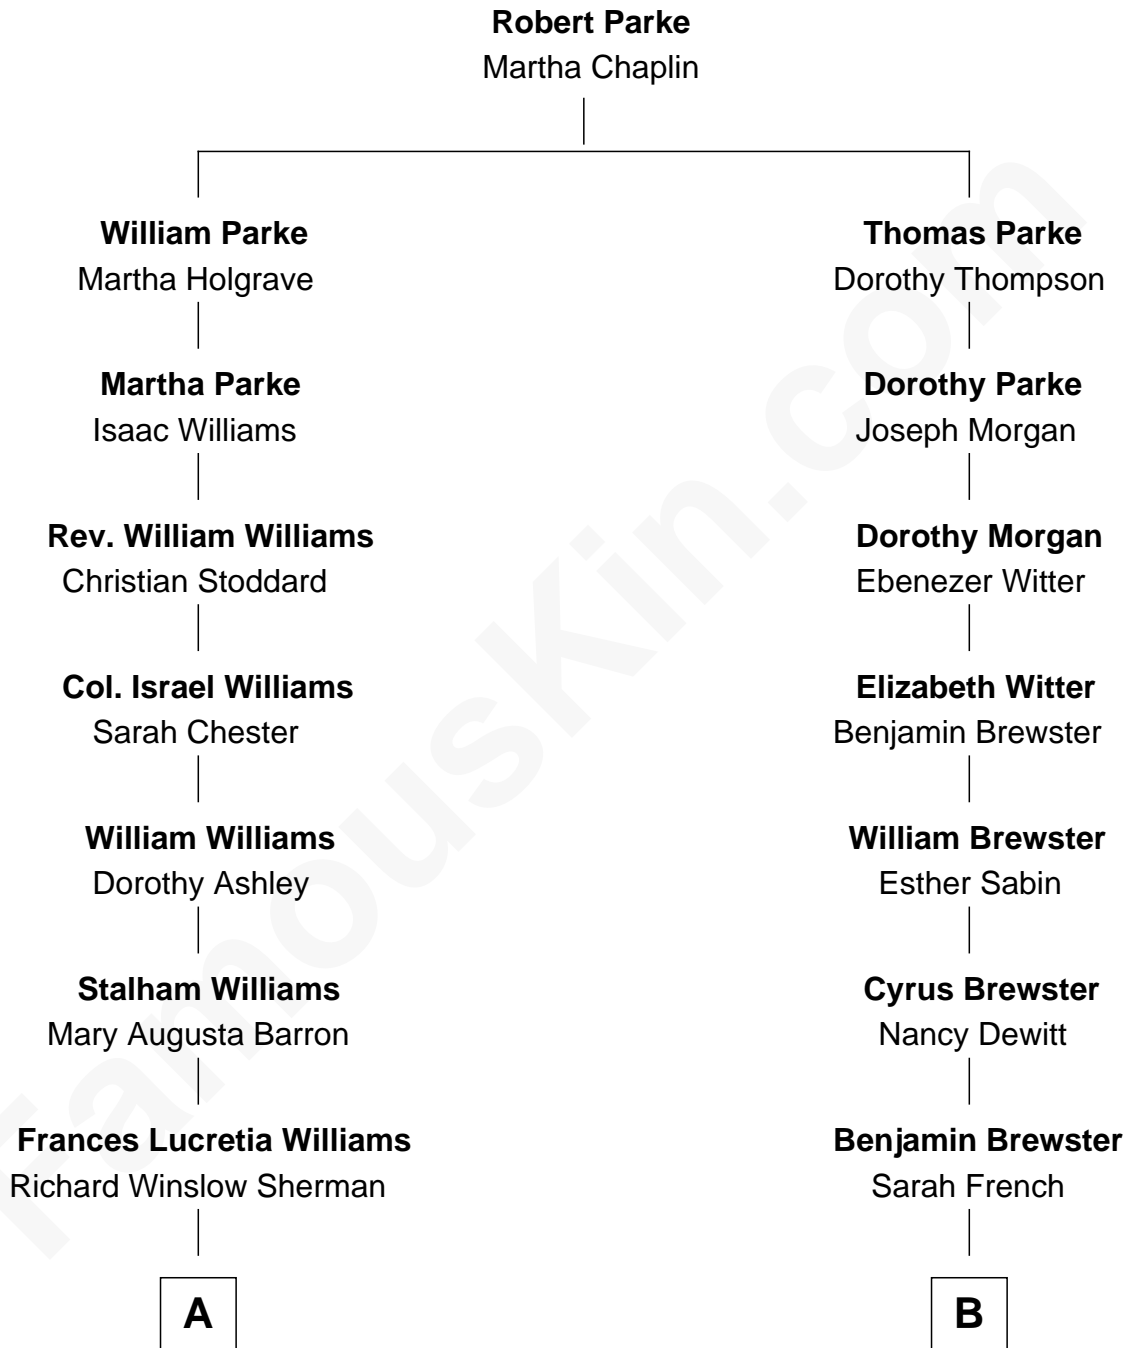 Robert Parke
Martha Chaplin
William Parke
Martha Holgrave
Thomas Parke
Dorothy Thompson
Martha Parke
Isaac Williams
Dorothy Parke
Joseph Morgan
Rev. William Williams
Christian Stoddard
Dorothy Morgan
Ebenezer Witter
Col. Israel Williams
Sarah Chester
Elizabeth Witter
Benjamin Brewster
William Williams
Dorothy Ashley
William Brewster
Esther Sabin
Stalham Williams
Mary Augusta Barron
Cyrus Brewster
Nancy Dewitt
Frances Lucretia Williams
Richard Winslow Sherman
Benjamin Brewster
Sarah French
A
B
FamousKin.com